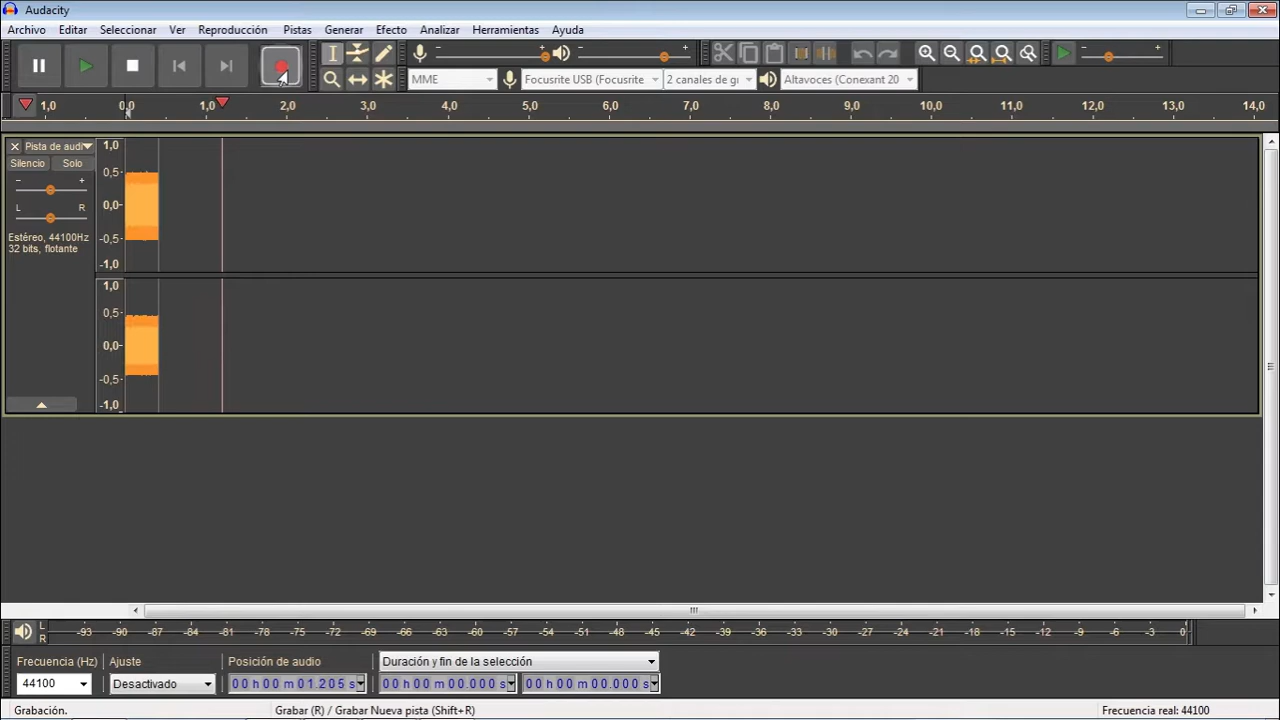 Audacity
Archivo Editar Seleccionar Ver Reproducción Pistas Generar Efecto Analizar Herramientas Ayuda
- + - + - +
MME Focusrite USB (Focusrite 2 canales de gr Altavoces (Conexant 20
1,0 0,0 1,0 2,0 3,0 4,0 5,0 6,0 7,0 8,0 9,0 10,0 11,0 12,0 13,0 14,0
Pista de audi 1,0
Silencio Solo 0,5
- +
L R 0,0
Estéreo, 44100Hz -0,5
32 bits, flotante
-1,0
1,0
0,5
0,0
-0,5
-1,0
L -93 -90 -87 -84 -81 -78 -75 -72 -69 -66 -63 -60 -57 -54 -51 -48 -45 -42 -39 -36 -33 -30 -27 -24 -21 -18 -15 -12 -9 -6 -3 0
R
Frecuencia (Hz) Ajuste Posición de audio Duración y fin de la selección
44100 Desactivado 00 h 00 m 01.205 s 00 h 00 m 00.000 s 00 h 00 m 00.000 s
Grabación. Grabar (R) / Grabar Nueva pista (Shift+R) Frecuencia real: 44100